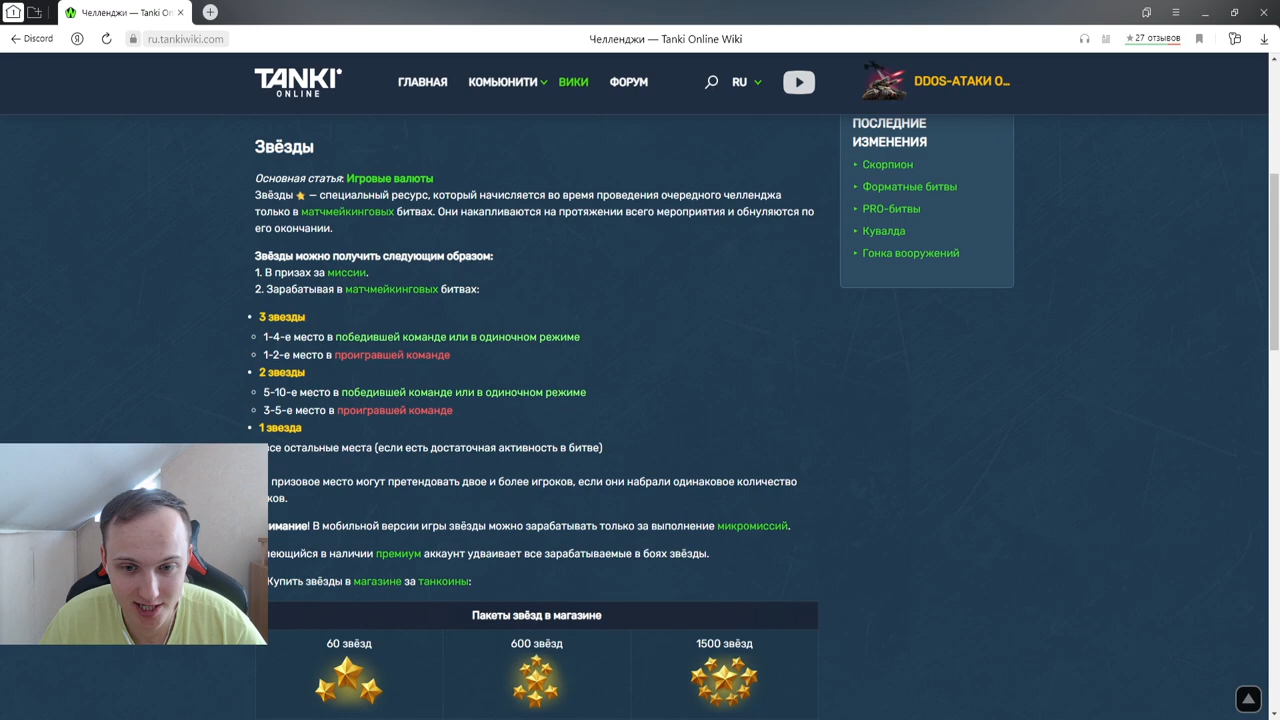 Челленджи — Tanki On
Discord
ru.tankiwiki.com
Челленджи — Tanki Online Wiki
27 отзывов
TANKI
ONLINE
ГЛАВНАЯ
КОМЬЮНИТИ
ВИКИ
ФОРУМ
RU
DDOS-АТАКИ О...
Звёзды
Основная статья: Игровые валюты
Звёзды — специальный ресурс, который начисляется во время проведения очередного челленджа
только в матчмейкинговых битвах. Они накапливаются на протяжении всего мероприятия и обнуляются по
его окончании.
Звёзды можно получить следующим образом:
1. В призах за миссии.
2. Зарабатывая в матчмейкинговых битвах:
3 звезды
1-4-е место в победившей команде или в одиночном режиме
1-2-е место в проигравшей команде
2 звезды
5-10-е место в победившей команде или в одиночном режиме
3-5-е место в проигравшей команде
1 звезда
все остальные места (если есть достаточная активность в битве)
призовое место могут претендовать двое и более игроков, если они набрали одинаковое количество
ков.
имание! В мобильной версии игры звёзды можно зарабатывать только за выполнение микромиссий.
меющийся в наличии премиум аккаунт удваивает все зарабатываемые в боях звёзды.
Купить звёзды в магазине за танкоины:
Пакеты звёзд в магазине
60 звёзд
600 звёзд
1500 звёзд
ПОСЛЕДНИЕ
ИЗМЕНЕНИЯ
Скорпион
Форматные битвы
PRO-битвы
Кувалда
Гонка вооружений